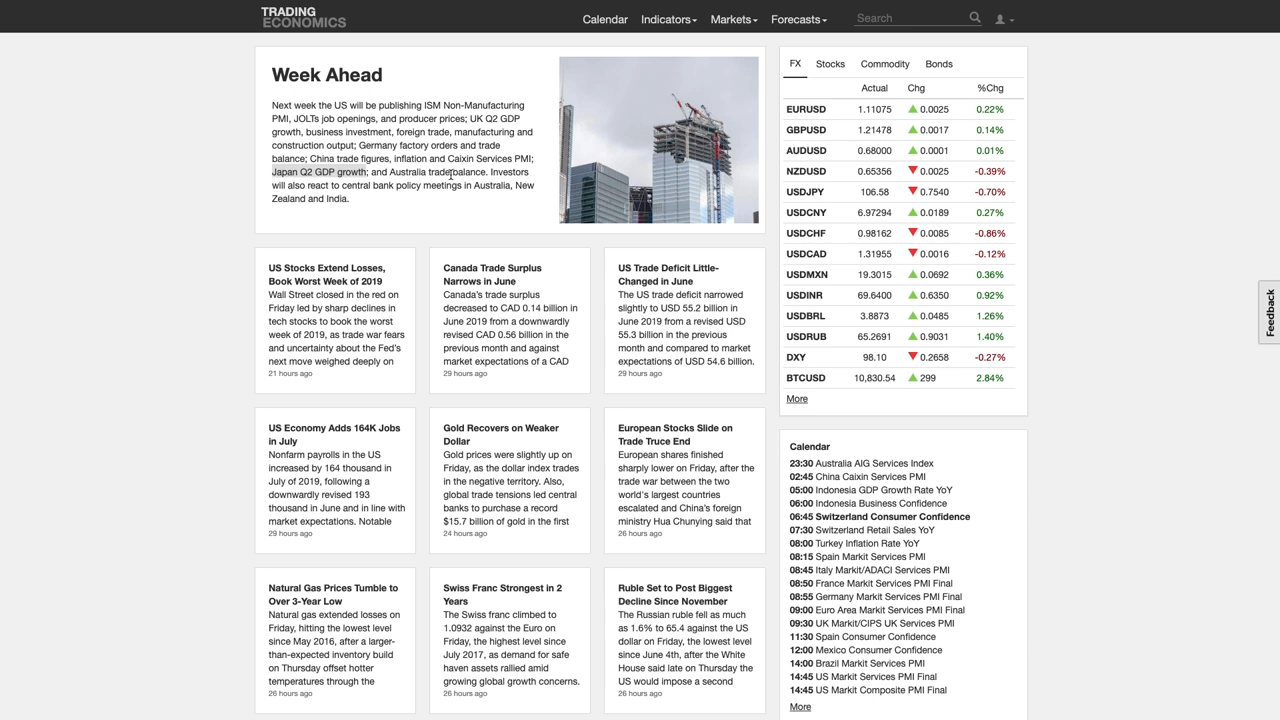 TRADING
ECONOMICS
Calendar Indicators Markets Forecasts Search
Week Ahead
Next week the US will be publishing ISM Non-Manufacturing
PMI, JOLTs job openings, and producer prices; UK Q2 GDP
growth, business investment, foreign trade, manufacturing and
construction output; Germany factory orders and trade
balance; China trade figures, inflation and Caixin Services PMI;
Japan Q2 GDP growth; and Australia trade balance. Investors
will also react to central bank policy meetings in Australia, New
Zealand and India.
US Stocks Extend Losses,
Book Worst Week of 2019
Wall Street closed in the red on
Friday led by sharp declines in
tech stocks to book the worst
week of 2019, as trade war fears
and uncertainty about the Fed's
next move weighed deeply on
21 hours ago
Canada Trade Surplus
Narrows in June
Canada's trade surplus
decreased to CAD 0.14 billion in
June 2019 from a downwardly
revised CAD 0.56 billion in the
previous month and against
market expectations of a CAD
29 hours ago
US Trade Deficit Little-
Changed in June
The US trade deficit narrowed
slightly to USD 55.2 billion in
June 2019 from a revised USD
55.3 billion in the previous
month and compared to market
expectations of USD 54.6 billion.
29 hours ago
US Economy Adds 164K Jobs
in July
Nonfarm payrolls in the US
increased by 164 thousand in
July of 2019, following a
downwardly revised 193
thousand in June and in line with
market expectations. Notable
29 hours ago
Gold Recovers on Weaker
Dollar
Gold prices were slightly up on
Friday, as the dollar index trades
in the negative territory. Also,
global trade tensions led central
banks to purchase a record
$15.7 billion of gold in the first
24 hours ago
European Stocks Slide on
Trade Truce End
European shares finished
sharply lower on Friday, after the
trade war between the two
world's largest countries
escalated and China's foreign
ministry Hua Chunying said that
26 hours ago
Natural Gas Prices Tumble to
Over 3-Year Low
Natural gas extended losses on
Friday, hitting the lowest level
since May 2016, after a larger-
than-expected inventory build
on Thursday offset hotter
temperatures through the
26 hours ago
Swiss Franc Strongest in 2
Years
The Swiss franc climbed to
1.0932 against the Euro on
Friday, the highest level since
July 2017, as demand for safe
haven assets rallied amid
growing global growth concerns.
26 hours ago
Ruble Set to Post Biggest
Decline Since November
The Russian ruble fell as much
as 1.6% to 65.4 against the US
dollar on Friday, the lowest level
since June 4th, after the White
House said late on Thursday the
US would impose a second
26 hours ago
FX Stocks Commodity Bonds
Actual Chg %Chg
EURUSD 1.11075 0.0025 0.22%
GBPUSD 1.21478 0.0017 0.14%
AUDUSD 0.68000 0.0001 0.01%
NZDUSD 0.65356 0.0025 -0.39%
USDJPY 106.58 0.7540 -0.70%
USDCNY 6.97294 0.0189 0.27%
USDCHF 0.98162 0.0085 -0.86%
USDCAD 1.31955 0.0016 -0.12%
USDMXN 19.3015 0.0692 0.36%
USDINR 69.6400 0.6350 0.92%
USDBRL 3.8873 0.0485 1.26%
USDRUB 65.2691 0.9031 1.40%
DXY 98.10 0.2658 -0.27%
BTCUSD 10,830.54 299 2.84%
More
Calendar
23:30 Australia AIG Services Index
02:45 China Caixin Services PMI
05:00 Indonesia GDP Growth Rate YoY
06:00 Indonesia Business Confidence
06:45 Switzerland Consumer Confidence
07:30 Switzerland Retail Sales YoY
08:00 Turkey Inflation Rate YoY
08:15 Spain Markit Services PMI
08:45 Italy Markit/ADACI Services PMI
08:50 France Markit Services PMI Final
08:55 Germany Markit Services PMI Final
09:00 Euro Area Markit Services PMI Final
09:30 UK Markit/CIPS UK Services PMI
11:30 Spain Consumer Confidence
12:00 Mexico Consumer Confidence
14:00 Brazil Markit Services PMI
14:45 US Markit Services PMI Final
14:45 US Markit Composite PMI Final
More
Feedback